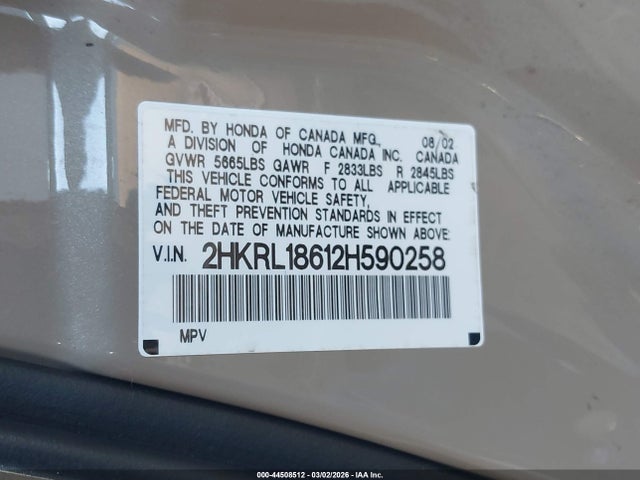 MFD. BY HONDA OF CANADA MFG., 08/02
A DIVISION OF HONDA CANADA INC. CANADA
GVWR 5665LBS GAWR F 2833LBS R 2845LBS
THIS VEHICLE CONFORMS TO ALL APPLICABLE
FEDERAL MOTOR VEHICLE SAFETY,
AND THEFT PREVENTION STANDARDS IN EFFECT
ON THE DATE OF MANUFACTURE SHOWN ABOVE:
V.I.N. 2HKRL18612H590258
MPV
000-44508512 - 03/02/2026 - IAA Inc.